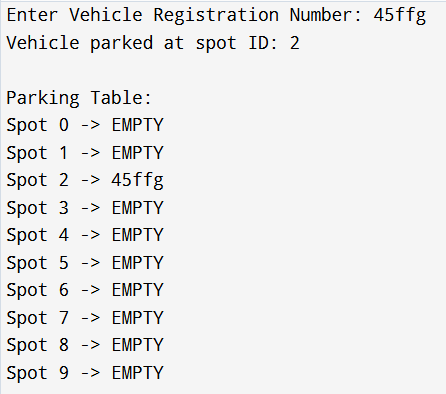 Enter Vehicle Registration Number: 45ffg
Vehicle parked at spot ID: 2
Parking Table:
Spot 0 -> EMPTY
Spot 1 -> EMPTY
Spot 2 -> 45ffg
Spot 3 -> EMPTY
Spot 4 -> EMPTY
Spot 5 -> EMPTY
Spot 6 -> EMPTY
Spot 7 -> EMPTY
Spot 8 -> EMPTY
Spot 9 -> EMPTY